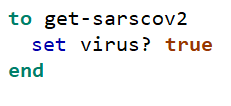 to get-sarscov2
  set virus? true
end